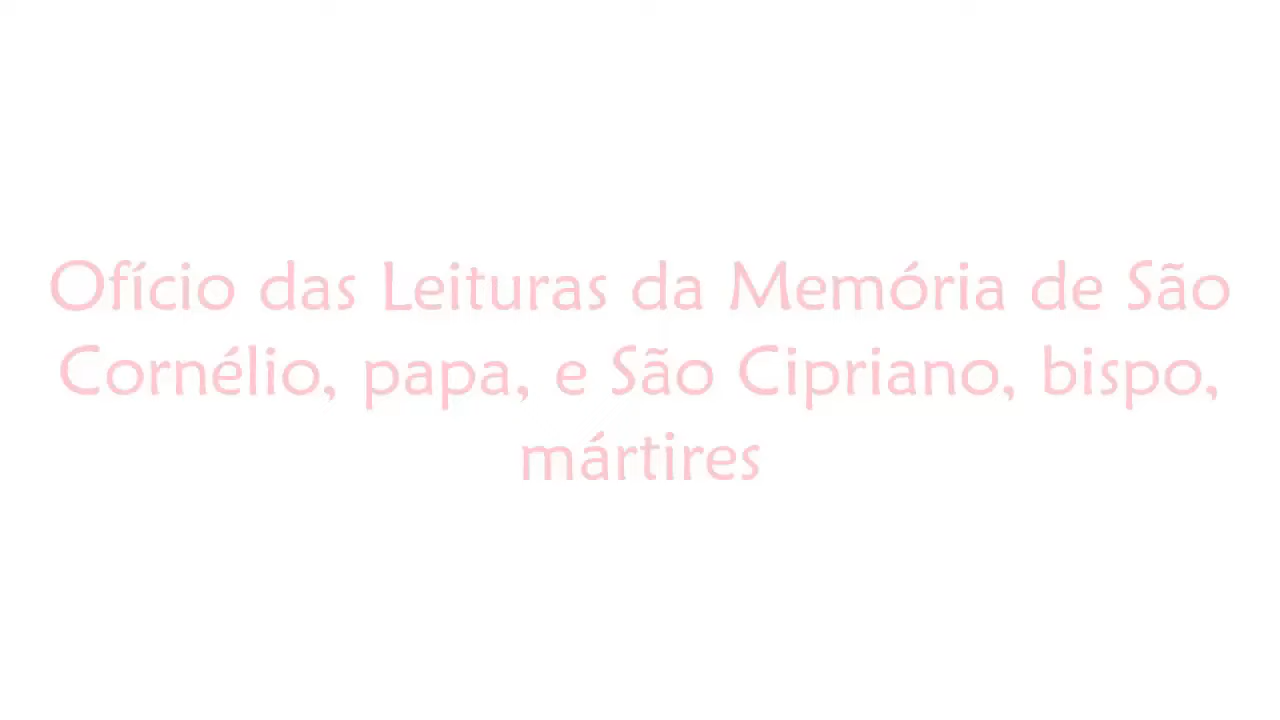 Ofício das Leituras da Memória de São
Cornélio, papa, e São Cipriano, bispo,
mártires